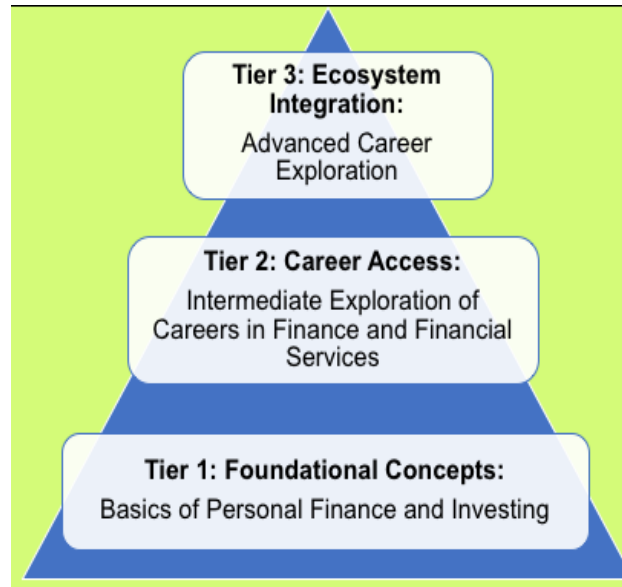 Tier 3: Ecosystem
Integration:
Advanced Career
Exploration
Tier 2: Career Access:
Intermediate Exploration of
Careers in Finance and Financial
Services
Tier 1: Foundational Concepts:
Basics of Personal Finance and Investing